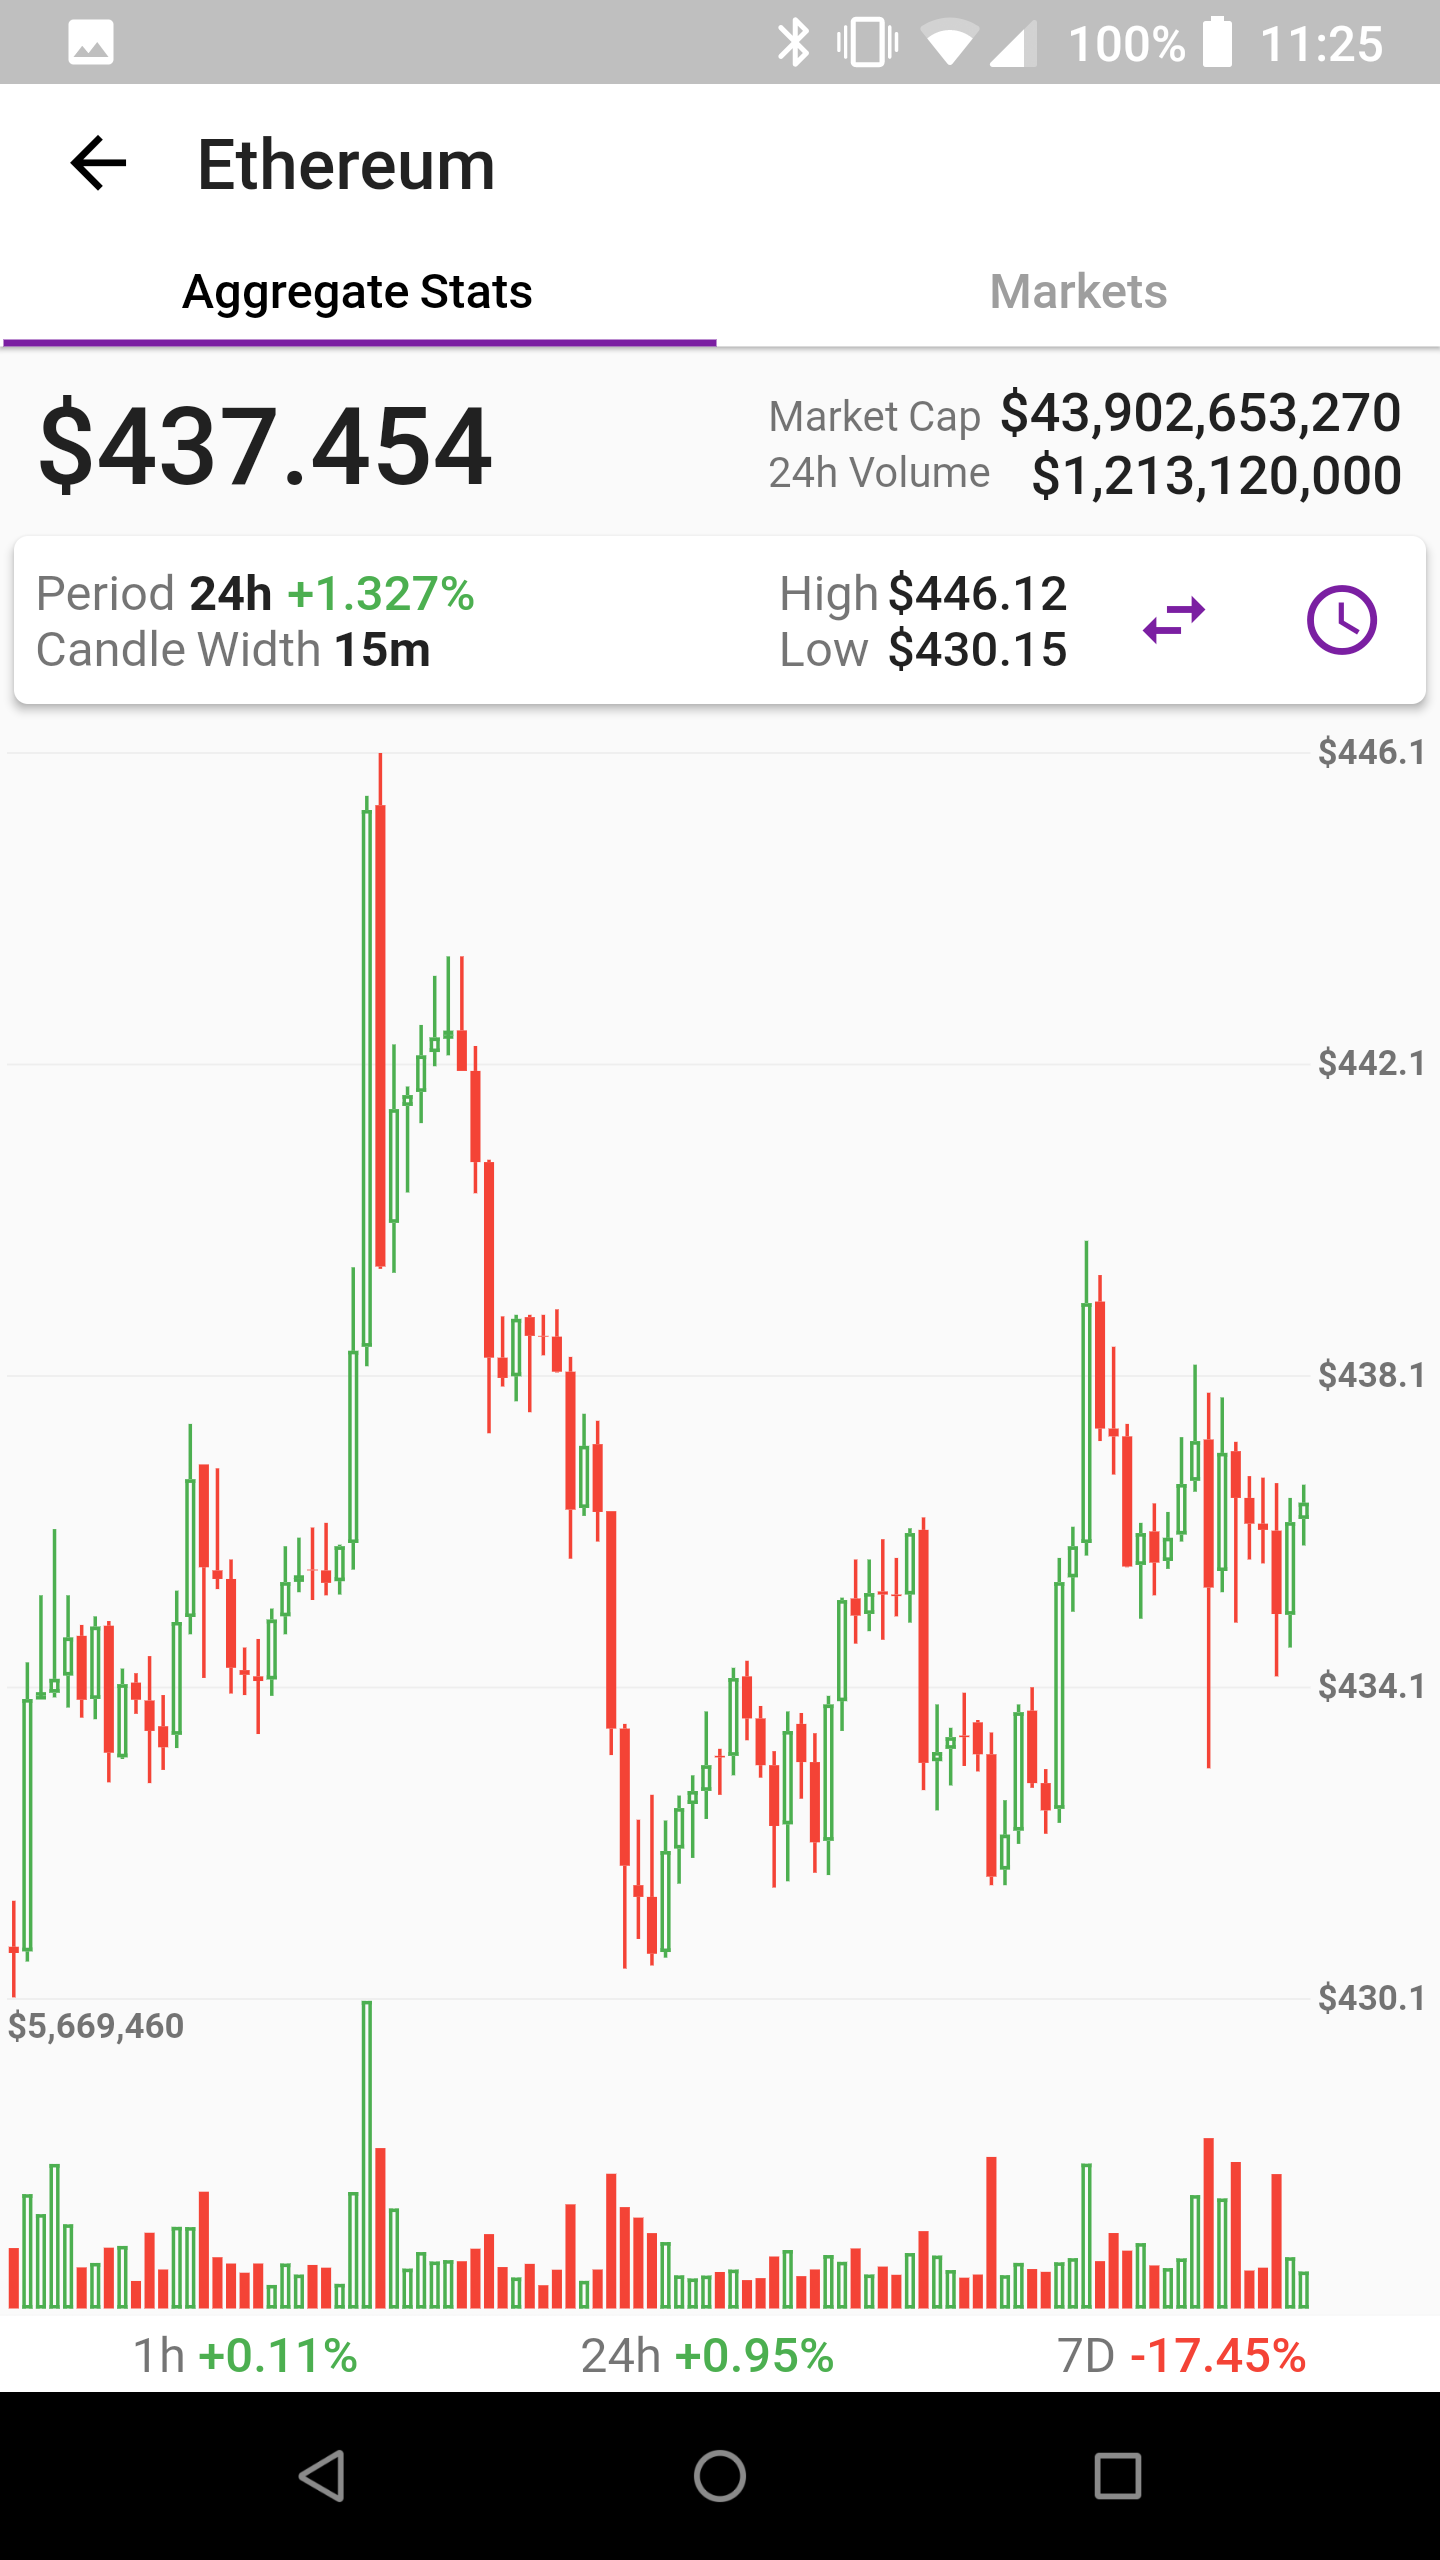 100% 11:25
Ethereum
Aggregate Stats Markets
$437.454
Market Cap $43,902,653,270
24h Volume $1,213,120,000
Period 24h +1.327% High $446.12
Candle Width 15m Low $430.15
$446.1
$442.1
$438.1
$434.1
$430.1
$5,669,460
1h +0.11% 24h +0.95% 7D -17.45%